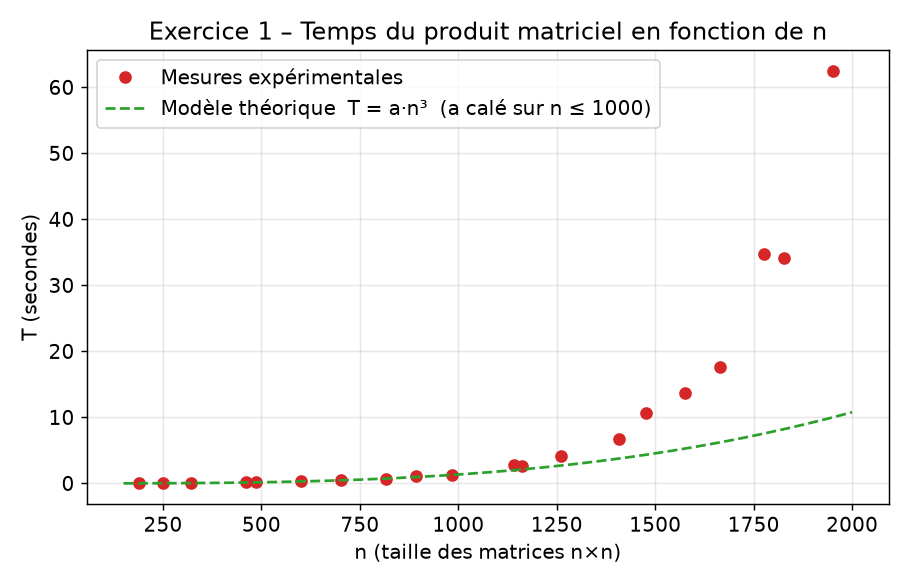 Exercice 1 – Temps du produit matriciel en fonction de n
Mesures expérimentales
Modèle théorique  T = a·n³  (a calé sur n ≤ 1000)
T (secondes)
60
50
40
30
20
10
0
250 500 750 1000 1250 1500 1750 2000
n (taille des matrices n×n)